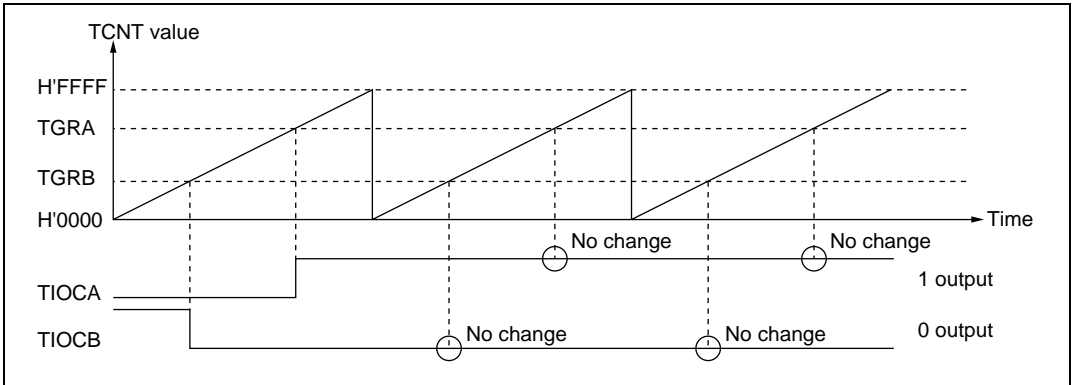 TCNT value
H'FFFF
TGRA
TGRB
H'0000
Time
No change
No change
1 output
TIOCA
No change
No change
0 output
TIOCB